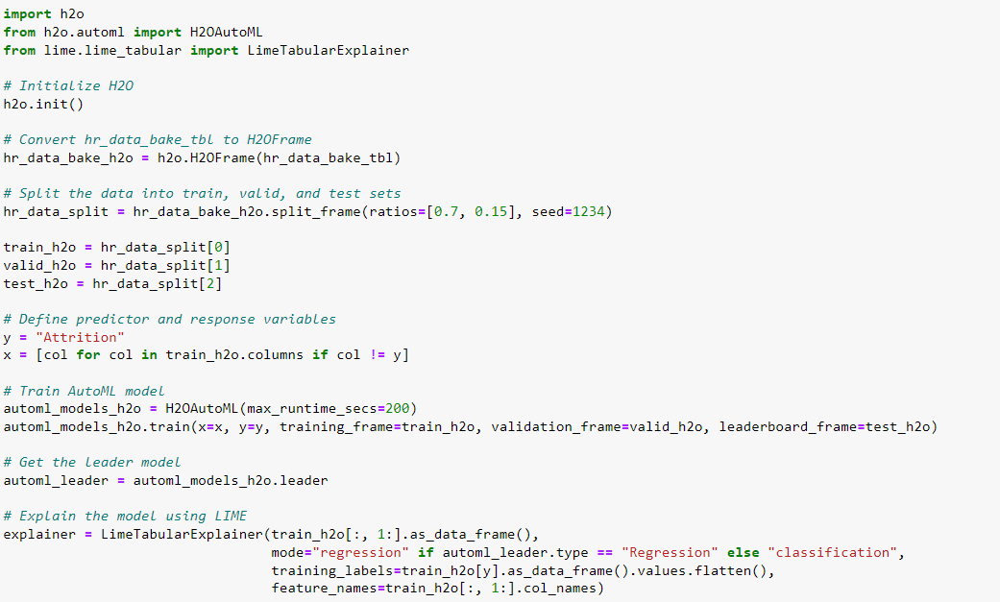 import h2o
from h2o.automl import H2OAutoML
from lime.lime_tabular import LimeTabularExplainer
# Initialize H2O
h2o.init()
# Convert hr_data_bake_tbl to H2OFrame
hr_data_bake_h2o = h2o.H2OFrame(hr_data_bake_tbl)
# Split the data into train, valid, and test sets
hr_data_split = hr_data_bake_h2o.split_frame(ratios=[0.7, 0.15], seed=1234)
train_h2o = hr_data_split[0]
valid_h2o = hr_data_split[1]
test_h2o = hr_data_split[2]
# Define predictor and response variables
y = "Attrition"
x = [col for col in train_h2o.columns if col != y]
# Train AutoML model
automl_models_h2o = H2OAutoML(max_runtime_secs=200)
automl_models_h2o.train(x=x, y=y, training_frame=train_h2o, validation_frame=valid_h2o, leaderboard_frame=test_h2o)
# Get the leader model
automl_leader = automl_models_h2o.leader
# Explain the model using LIME
explainer = LimeTabularExplainer(train_h2o[:, 1:].as_data_frame(),
mode="regression" if automl_leader.type == "Regression" else "classification",
training_labels=train_h2o[y].as_data_frame().values.flatten(),
feature_names=train_h2o[:, 1:].col_names)